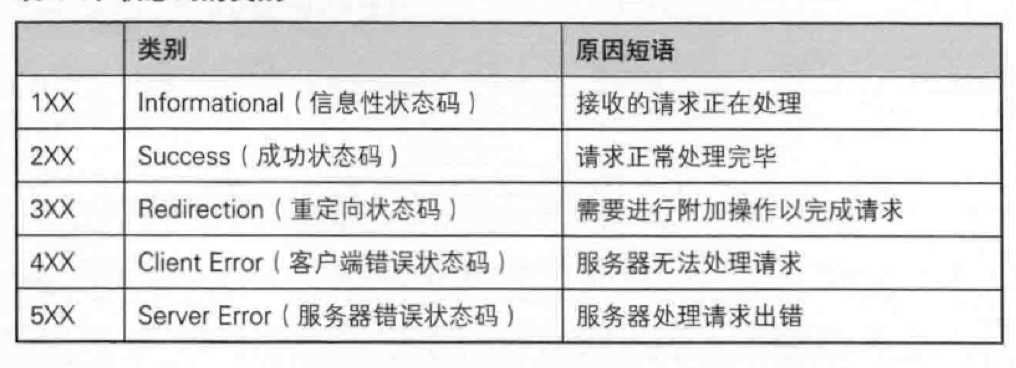 类别 原因短语
1XX Informational（信息性状态码） 接收的请求正在处理
2XX Success（成功状态码） 请求正常处理完毕
3XX Redirection（重定向状态码） 需要进行附加操作以完成请求
4XX Client Error（客户端错误状态码） 服务器无法处理请求
5XX Server Error（服务器错误状态码） 服务器处理请求出错